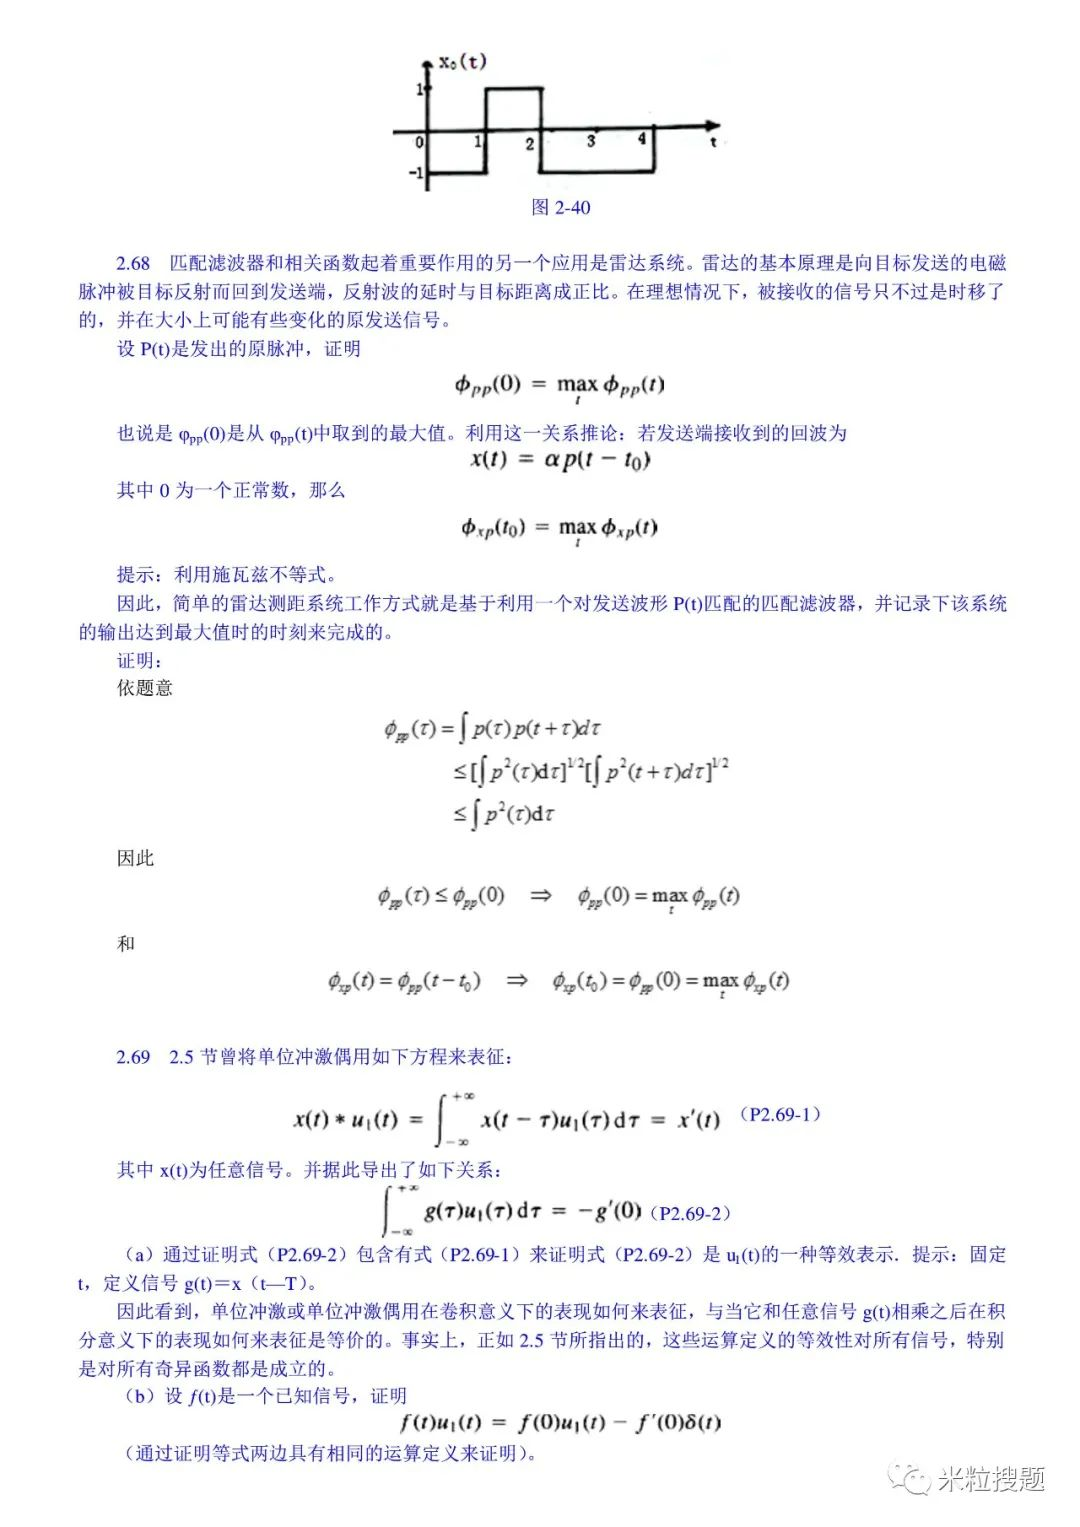 x₀(t)
1
0 1 2 3 4 t
-1
图 2-40
2.68 匹配滤波器和相关函数起着重要作用的另一个应用是雷达系统。雷达的基本原理是向目标发送的电磁
脉冲被目标反射而回到发送端，反射波的延时与目标距离成正比。在理想情况下，被接收的信号只不过是时移了
的，并在大小上可能有些变化的原发送信号。
设 P(t)是发出的原脉冲，证明
ϕ_pp(0) = max_t ϕ_pp(t)
也说是 φpp(0)是从 φpp(t)中取到的最大值。利用这一关系推论：若发送端接收到的回波为
x(t) = αp(t − t₀)
其中 0 为一个正常数，那么
ϕ_xp(t₀) = max_t ϕ_xp(t)
提示：利用施瓦兹不等式。
因此，简单的雷达测距系统工作方式就是基于利用一个对发送波形 P(t)匹配的匹配滤波器，并记录下该系统
的输出达到最大值时的时刻来完成的。
证明：
依题意
ϕ_pp(τ) = ∫ p(τ)p(t+τ)dτ
≤ [∫ p²(τ)dτ]^1/2 [∫ p²(t+τ)dτ]^1/2
≤ ∫ p²(τ)dτ
因此
ϕ_pp(τ) ≤ ϕ_pp(0) ⇒ ϕ_pp(0) = max_t ϕ_pp(t)
和
ϕ_xp(t) = ϕ_pp(t−t₀) ⇒ ϕ_xp(t₀) = ϕ_pp(0) = max_t ϕ_xp(t)
2.69 2.5 节曾将单位冲激偶用如下方程来表征：
x(t) * u₁(t) = ∫_−∞^+∞ x(t − τ)u₁(τ) dτ = x′(t) （P2.69-1）
其中 x(t)为任意信号。并据此导出了如下关系：
∫_−∞^+∞ g(τ)u₁(τ) dτ = −g′(0) （P2.69-2）
（a）通过证明式（P2.69-2）包含有式（P2.69-1）来证明式（P2.69-2）是 u₁(t)的一种等效表示．提示：固定
t，定义信号 g(t)＝x（t—T）。
因此看到，单位冲激或单位冲激偶用在卷积意义下的表现如何来表征，与当它和任意信号 g(t)相乘之后在积
分意义下的表现如何来表征是等价的。事实上，正如 2.5 节所指出的，这些运算定义的等效性对所有信号，特别
是对所有奇异函数都是成立的。
（b）设 f(t)是一个已知信号，证明
f(t)u₁(t) = f(0)u₁(t) − f′(0)δ(t)
（通过证明等式两边具有相同的运算定义来证明）。
米粒搜题